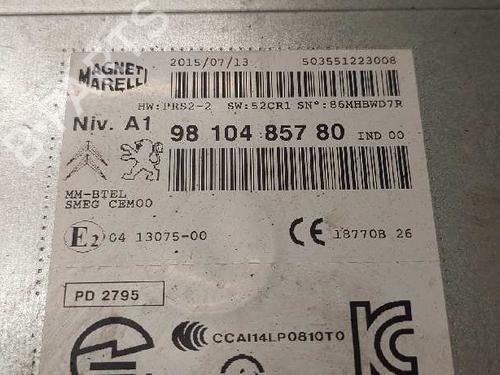 MAGNETI
MARELLI
2015/07/13 503551223008
HW:PRS2-2 SW:52CR1 SN°:86MHBWD7R
Niv. A1 98 104 857 80 IND 00
MM-BTEL
SMEG CEM00
E2 04 13075-00 CE 18770B 26
PD 2795
CCAI14LP0810T0